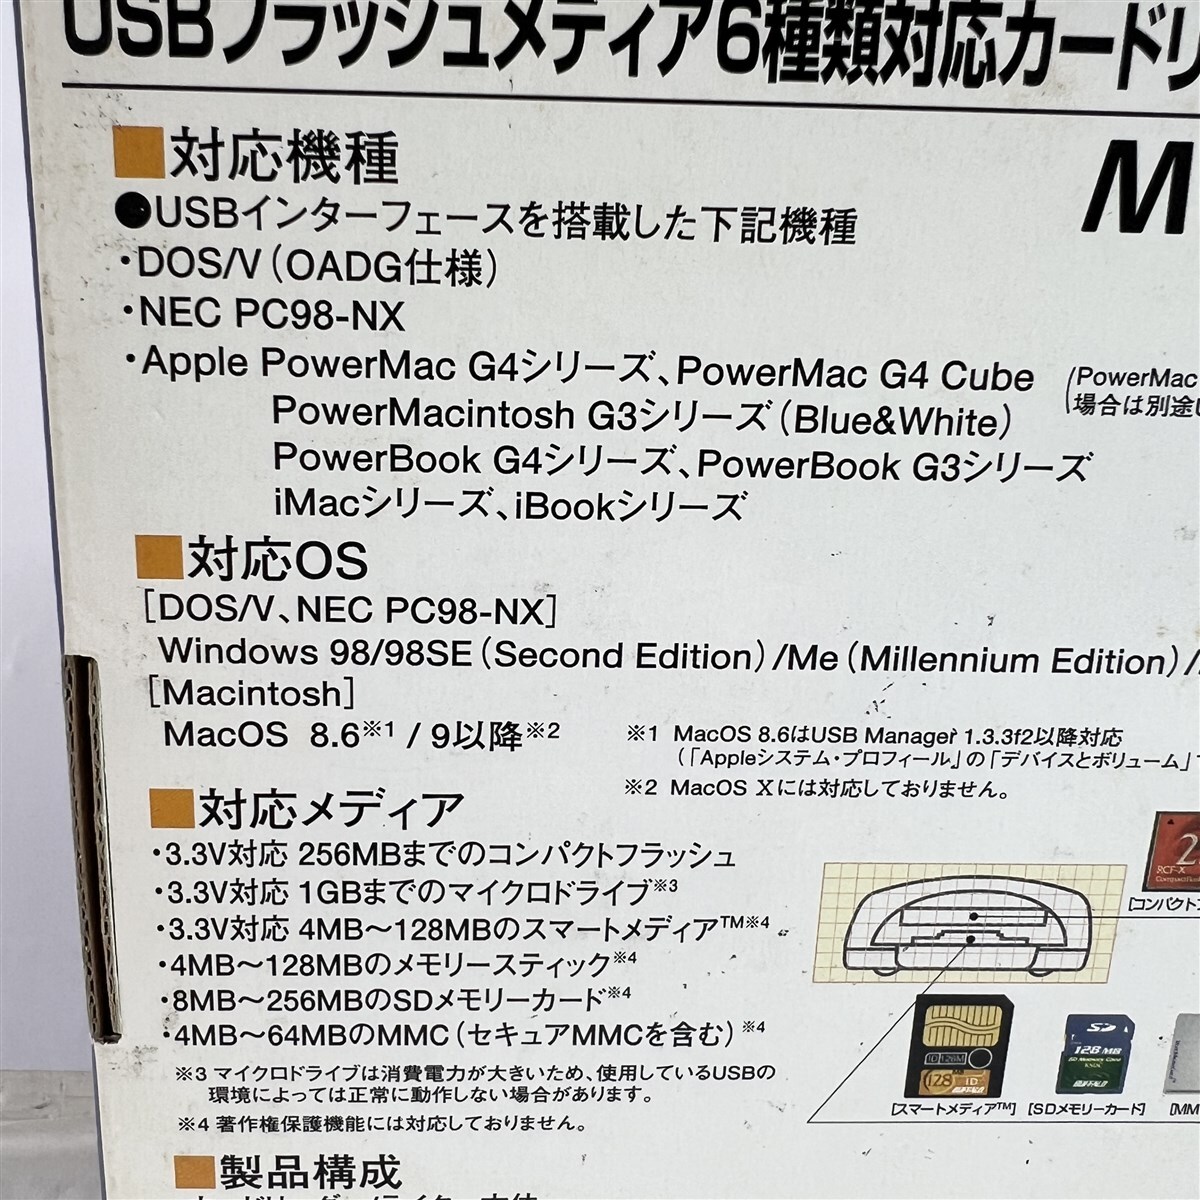 USBフラッシュメディア6種類対応カードリ
M
■対応機種
●USBインターフェースを搭載した下記機種
・DOS/V(OADG仕様)
・NEC PC98-NX
・Apple PowerMac G4シリーズ、PowerMac G4 Cube
(PowerMac
場合は別途
PowerMacintosh G3シリーズ(Blue&White)
PowerBook G4シリーズ、PowerBook G3シリーズ
iMacシリーズ、iBookシリーズ
■対応OS
[DOS/V、NEC PC98-NX]
Windows 98/98SE(Second Edition)/Me(Millennium Edition)/
[Macintosh]
MacOS 8.6※1 / 9以降※2
※1 MacOS 8.6はUSB Manager 1.3.3f2以降対応
(「Appleシステム・プロフィール」の「デバイスとボリューム」
※2 MacOS Xには対応しておりません。
■対応メディア
・3.3V対応 256MBまでのコンパクトフラッシュ
・3.3V対応 1GBまでのマイクロドライブ※3
・3.3V対応 4MB～128MBのスマートメディア™※4
・4MB～128MBのメモリースティック※4
・8MB～256MBのSDメモリーカード※4
・4MB～64MBのMMC(セキュアMMCを含む)※4
※3 マイクロドライブは消費電力が大きいため、使用しているUSBの
環境によっては正常に動作しない場合があります。
※4 著作権保護機能には対応しておりません。
2
RCF-X
[コンパクト
ID 128M
128 ID
[スマートメディア™]
SD
128MB
SD Memory Card
[SDメモリーカード]
[MM
■製品構成